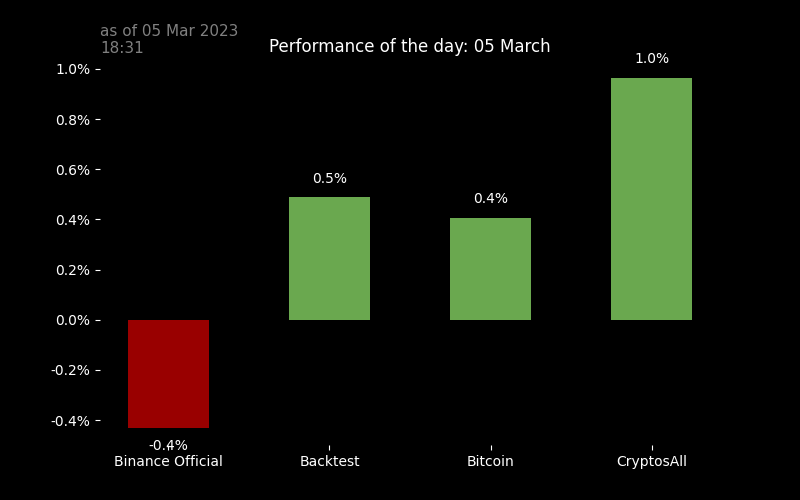 as of 05 Mar 2023
18:31
Performance of the day: 05 March
1.0%
1.0%
0.8%
0.6%
0.5%
0.4%
0.4%
0.2%
0.0%
-0.2%
-0.4%
-0.4%
Binance Official
Backtest
Bitcoin
CryptosAll